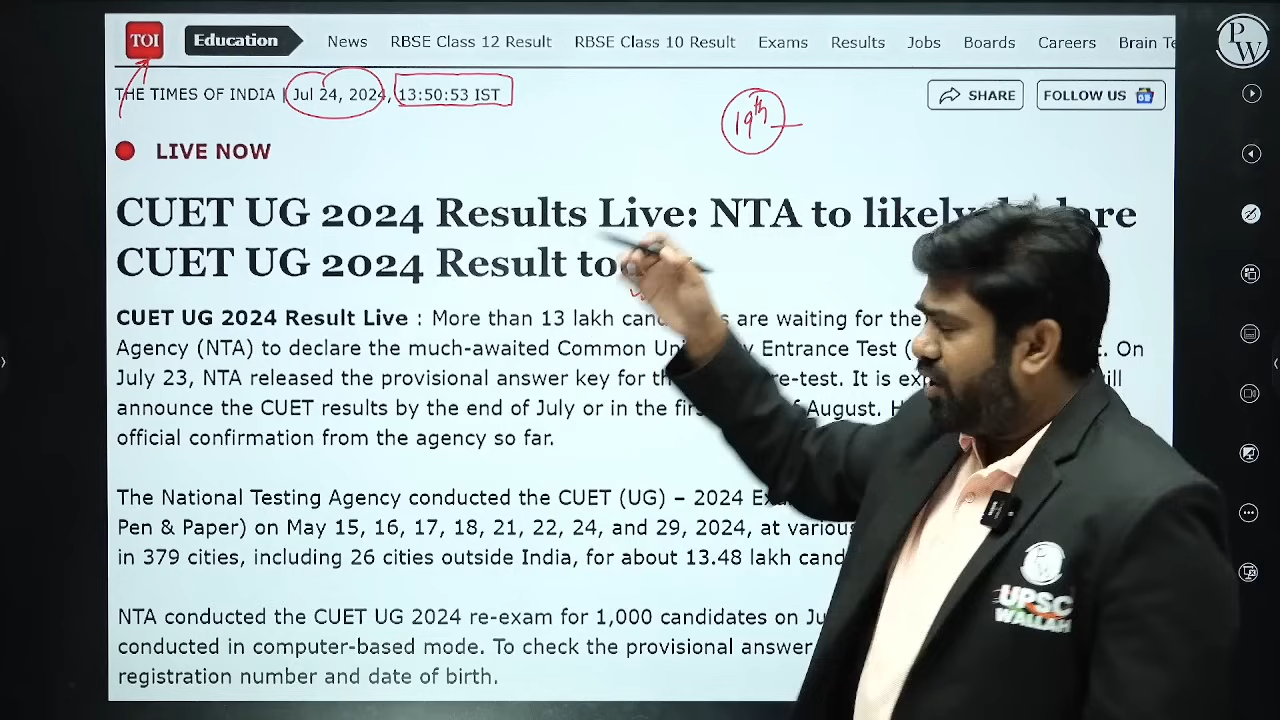 TOI Education News RBSE Class 12 Result RBSE Class 10 Result Exams Results Jobs Boards Careers Brain Te
PW
THE TIMES OF INDIA | Jul 24, 2024, 13:50:53 IST
SHARE
FOLLOW US
19th
LIVE NOW
CUET UG 2024 Results Live: NTA to likely
CUET UG 2024 Result
CUET UG 2024 Result Live : More than 13 lakh are waiting for the
Agency (NTA) to declare the much-awaited Common Entrance Test On
July 23, NTA released the provisional answer key for re-test. It is
announce the CUET results by the end of July or in the August.
official confirmation from the agency so far.
The National Testing Agency conducted the CUET (UG) – 2024
Pen & Paper) on May 15, 16, 17, 18, 21, 22, 24, and 29, 2024, at various
in 379 cities, including 26 cities outside India, for about 13.48 lakh
NTA conducted the CUET UG 2024 re-exam for 1,000 candidates on
conducted in computer-based mode. To check the provisional answer
registration number and date of birth.
UPSC
WALLAH